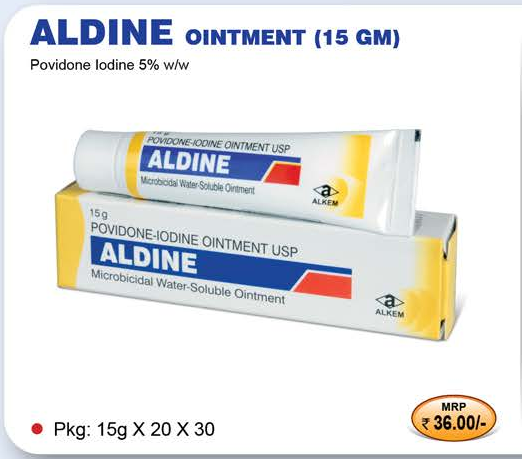 ALDINE OINTMENT (15 GM)
Povidone Iodine 5% w/w
POVIDONE-IODINE OINTMENT USP
ALDINE
Microbicidal Water-Soluble Ointment
a
ALKEM
15 g
POVIDONE-IODINE OINTMENT USP
ALDINE
Microbicidal Water-Soluble Ointment
a
ALKEM
Pkg: 15g X 20 X 30
MRP
₹ 36.00/-